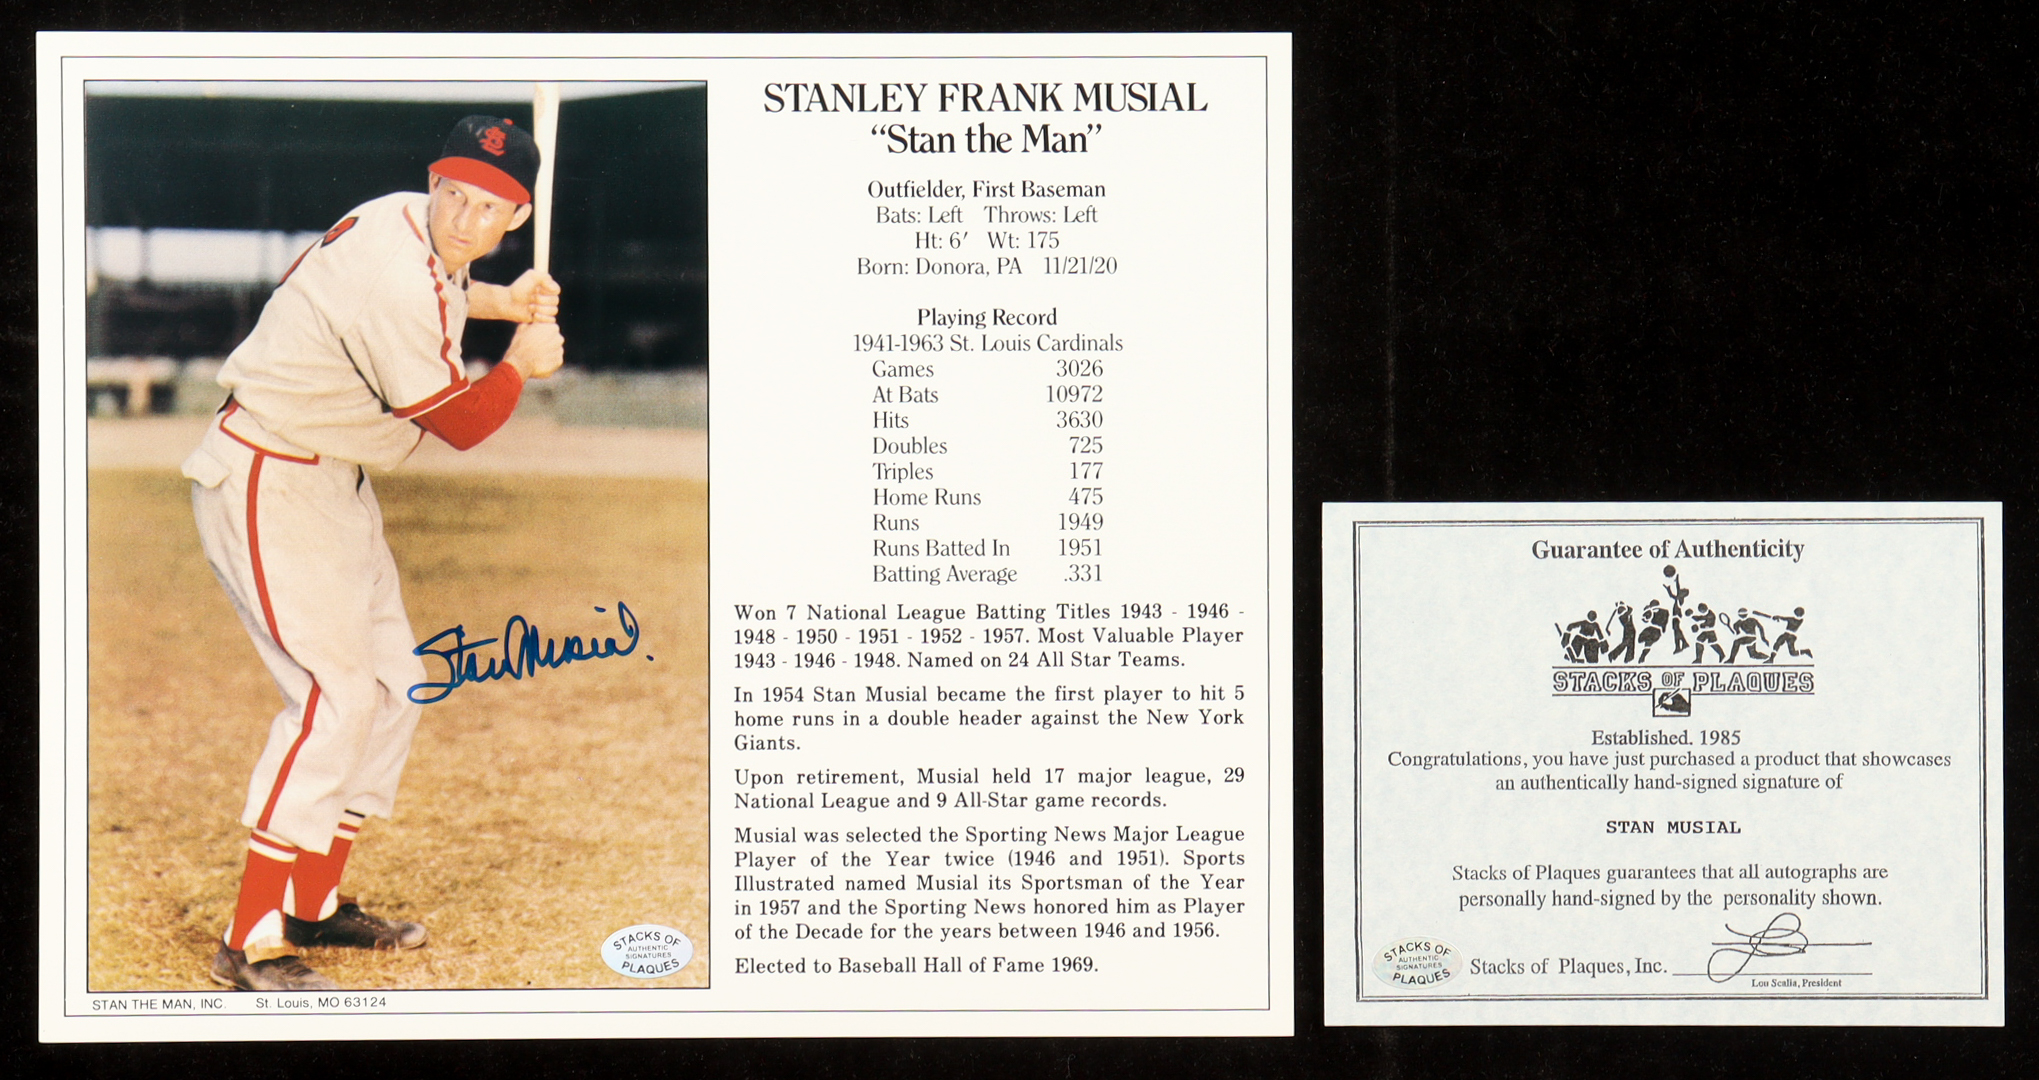 STANLEY FRANK MUSIAL
“Stan the Man”
Outfielder, First Baseman
Bats: Left Throws: Left
Ht: 6′ Wt: 175
Born: Donora, PA 11/21/20
Playing Record
1941-1963 St. Louis Cardinals
Games 3026
At Bats 10972
Hits 3630
Doubles 725
Triples 177
Home Runs 475
Runs 1949
Runs Batted In 1951
Batting Average .331
Won 7 National League Batting Titles 1943 - 1946 -
1948 - 1950 - 1951 - 1952 - 1957. Most Valuable Player
1943 - 1946 - 1948. Named on 24 All Star Teams.
In 1954 Stan Musial became the first player to hit 5
home runs in a double header against the New York
Giants.
Upon retirement, Musial held 17 major league, 29
National League and 9 All-Star game records.
Musial was selected the Sporting News Major League
Player of the Year twice (1946 and 1951). Sports
Illustrated named Musial its Sportsman of the Year
in 1957 and the Sporting News honored him as Player
of the Decade for the years between 1946 and 1956.
Elected to Baseball Hall of Fame 1969.
StL
Stan Musial.
STACKS OF
AUTHENTIC
SIGNATURES
PLAQUES
STAN THE MAN, INC. St. Louis, MO 63124
Guarantee of Authenticity
STACKS OF PLAQUES
Established. 1985
Congratulations, you have just purchased a product that showcases
an authentically hand-signed signature of
STAN MUSIAL
Stacks of Plaques guarantees that all autographs are
personally hand-signed by the personality shown.
STACKS OF
AUTHENTIC
SIGNATURES
PLAQUES
Stacks of Plaques, Inc.
Lou Scalia, President